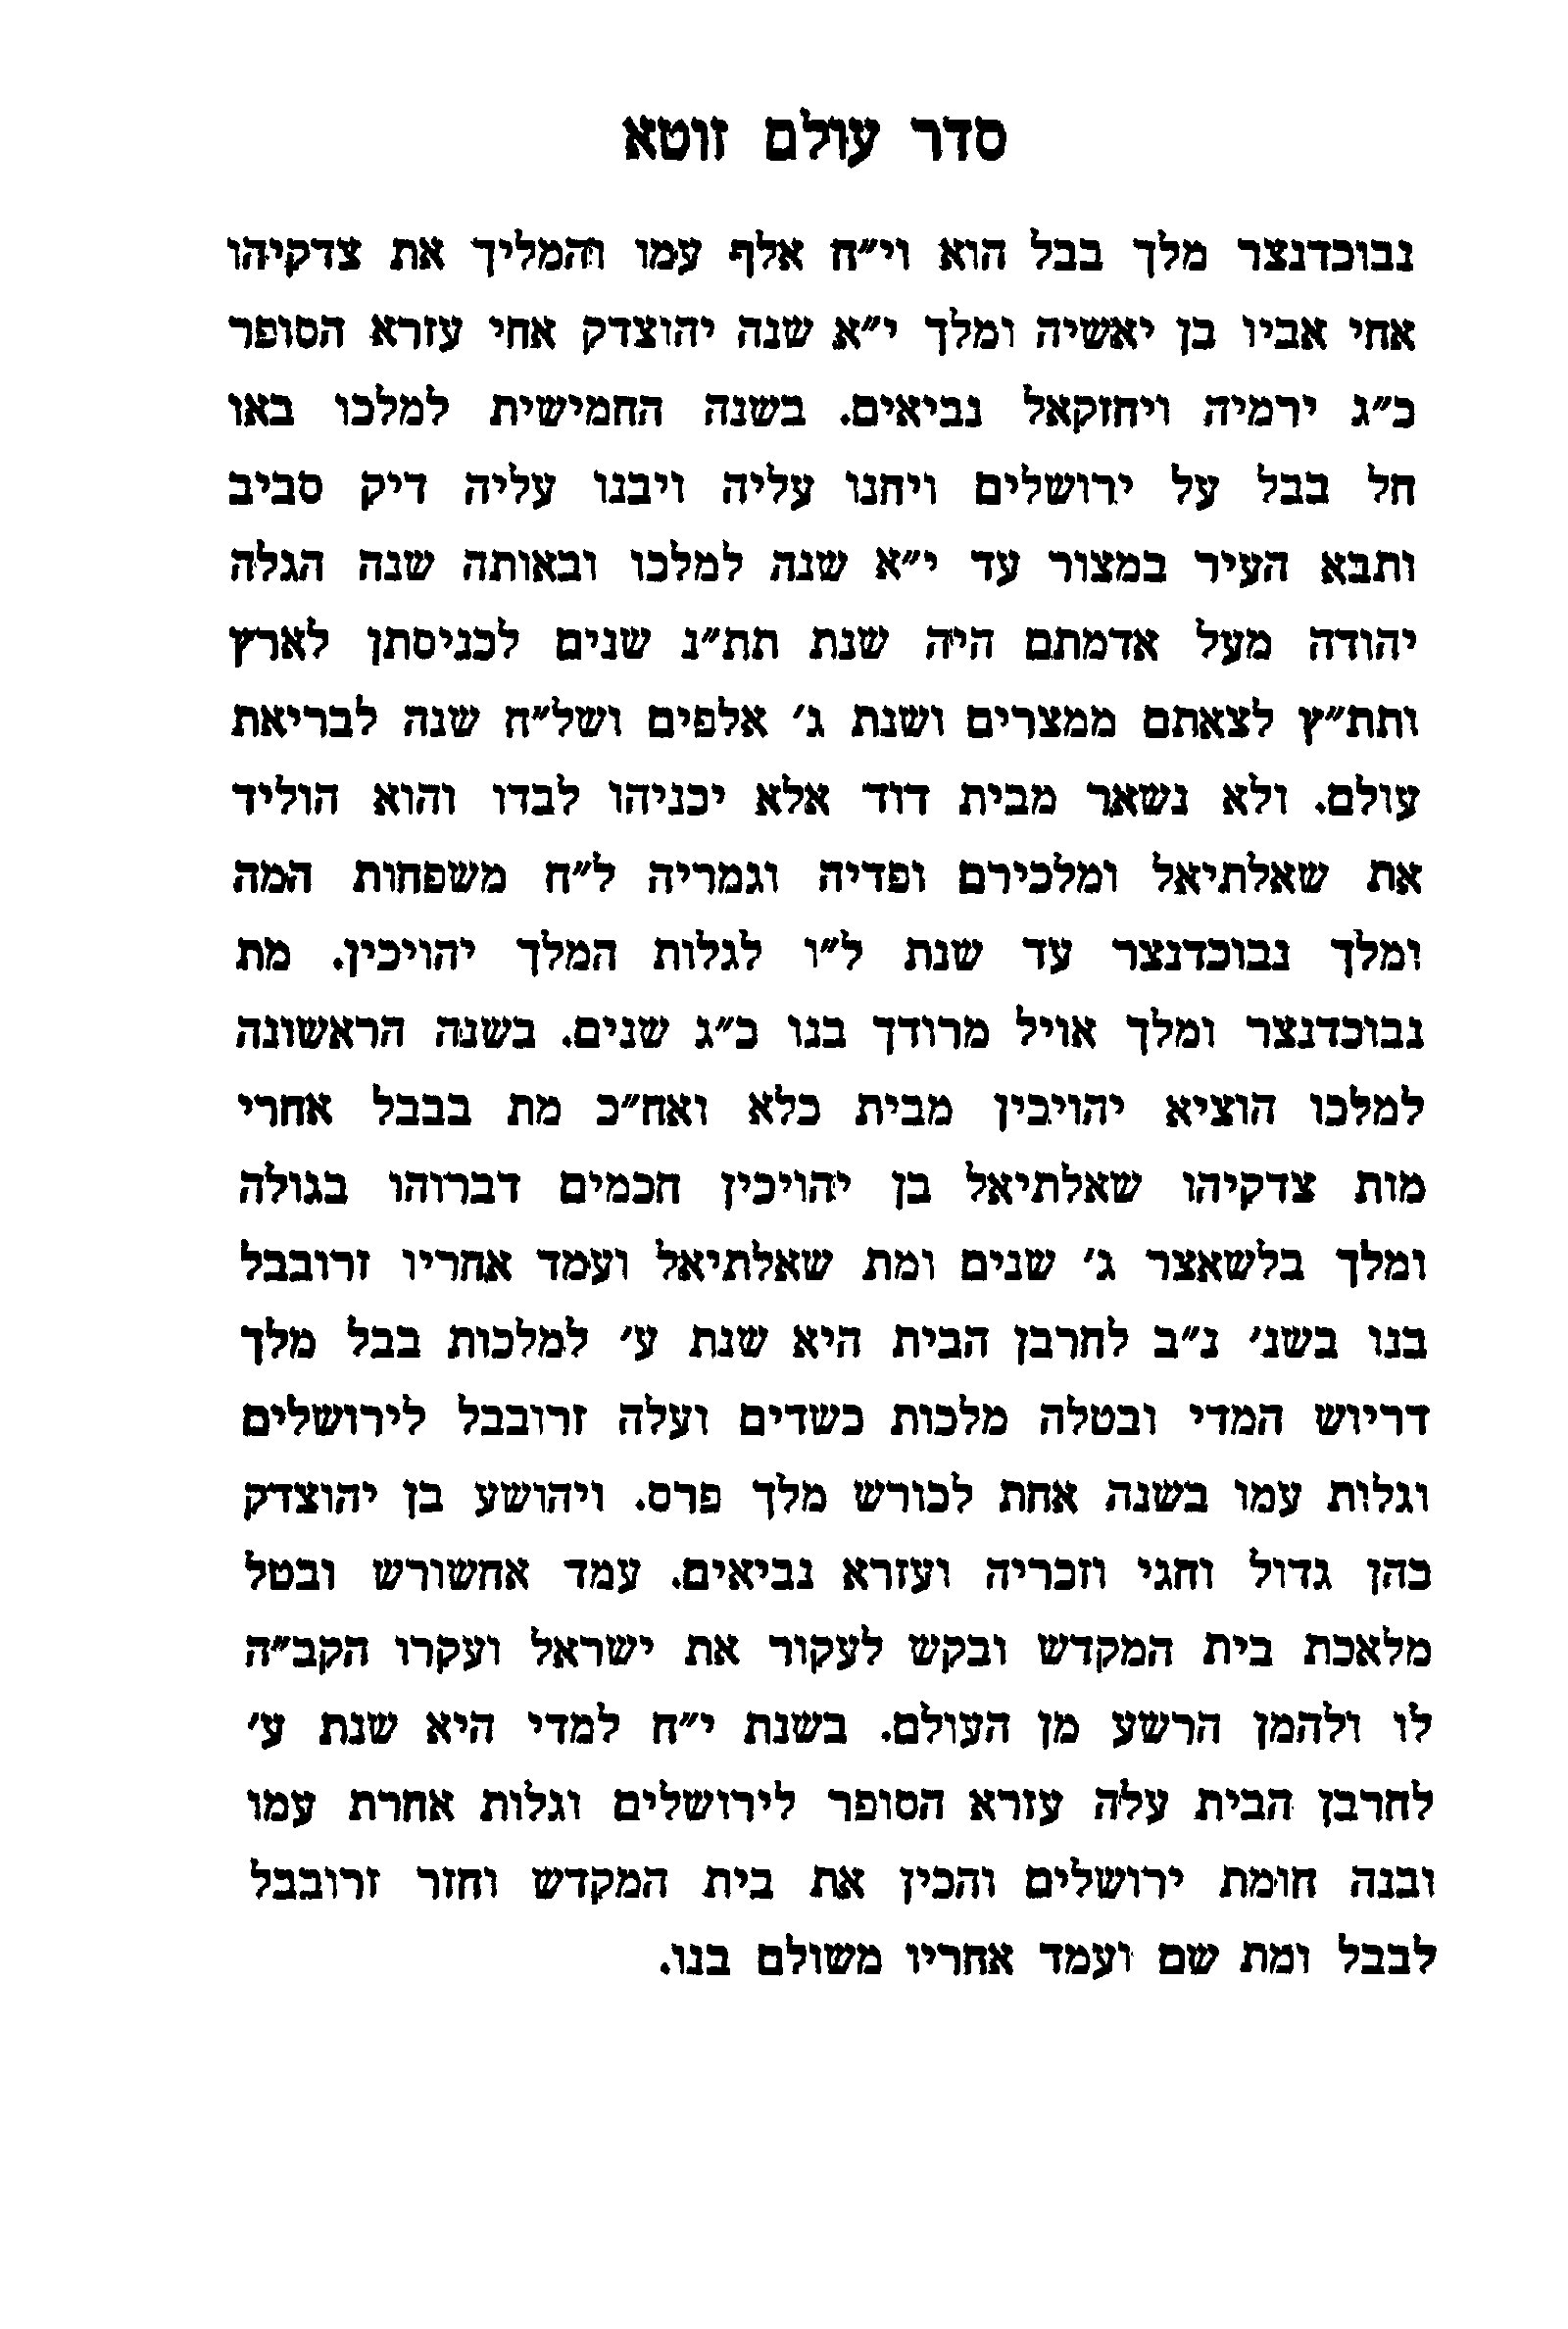 סדר עולם זוטא
נבוכדנצר מלך בבל הוא וי״ח אלף עמו והמליך את צדקיהו
אחי אביו בן יאשיה ומלך י״א שנה יהוצדק אחי עזרא הסופר
כ״ג ירמיה ויחזקאל נביאים. בשנה החמישית למלכו באו
חל בבל על ירושלים ויחנו עליה ויבנו עליה דיק סביב
ותבא העיר במצור עד י״א שנה למלכו ובאותה שנה הגלה
יהודה מעל אדמתם היה שנת תת״נ שנים לכניסתן לארץ
ותת״ץ לצאתם ממצרים ושנת ג׳ אלפים ושל״ח שנה לבריאת
עולם. ולא נשאר מבית דוד אלא יכניהו לבדו והוא הוליד
את שאלתיאל ומלכירם ופדיה וגמריה ל״ח משפחות המה
ומלך נבוכדנצר עד שנת ל״ו לגלות המלך יהויכין. מת
נבוכדנצר ומלך אויל מרודך בנו כ״ג שנים. בשנה הראשונה
למלכו הוציא יהויכין מבית כלא ואח״כ מת בבבל אחרי
מות צדקיהו שאלתיאל בן יהויכין חכמים דברוהו בגולה
ומלך בלשאצר ג׳ שנים ומת שאלתיאל ועמד אחריו זרובבל
בנו בשנ׳ נ״ב לחרבן הבית היא שנת ע׳ למלכות בבל מלך
דריוש המדי ובטלה מלכות כשדים ועלה זרובבל לירושלים
וגלות עמו בשנה אחת לכורש מלך פרס. ויהושע בן יהוצדק
כהן גדול וחגי וזכריה ועזרא נביאים. עמד אחשורש ובטל
מלאכת בית המקדש ובקש לעקור את ישראל ועקרו הקב״ה
לו ולהמן הרשע מן העולם. בשנת י״ח למדי היא שנת ע׳
לחרבן הבית עלה עזרא הסופר לירושלים וגלות אחרת עמו
ובנה חומת ירושלים והכין את בית המקדש וחזר זרובבל
לבבל ומת שם ועמד אחריו משולם בנו.